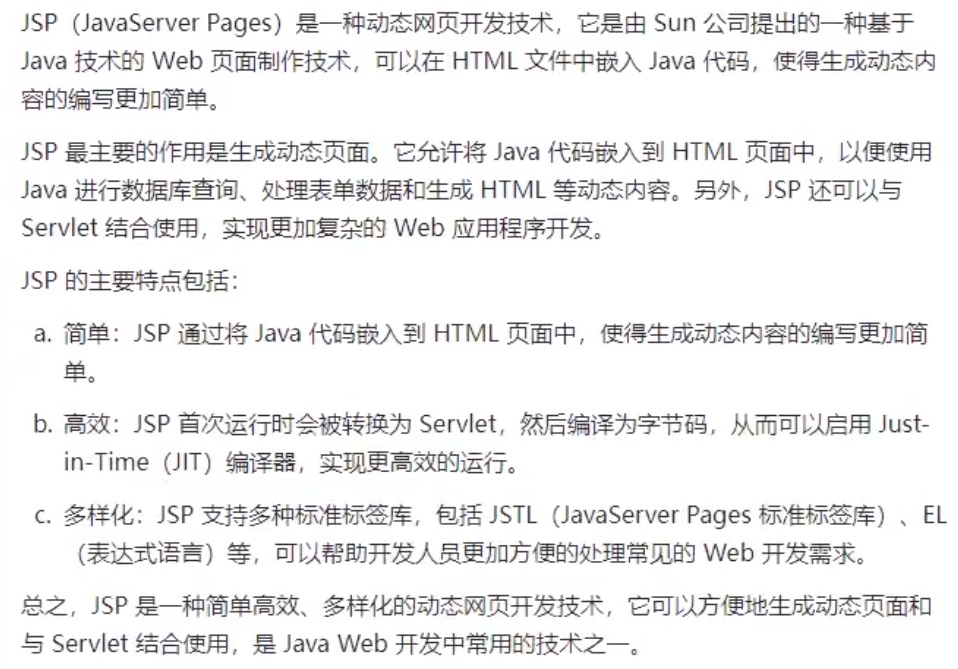 JSP（JavaServer Pages）是一种动态网页开发技术，它是由 Sun 公司提出的一种基于
Java 技术的 Web 页面制作技术，可以在 HTML 文件中嵌入 Java 代码，使得生成动态内
容的编写更加简单。
JSP 最主要的作用是生成动态页面。它允许将 Java 代码嵌入到 HTML 页面中，以便使用
Java 进行数据库查询、处理表单数据和生成 HTML 等动态内容。另外，JSP 还可以与
Servlet 结合使用，实现更加复杂的 Web 应用程序开发。
JSP 的主要特点包括：
a. 简单：JSP 通过将 Java 代码嵌入到 HTML 页面中，使得生成动态内容的编写更加简
单。
b. 高效：JSP 首次运行时会被转换为 Servlet，然后编译为字节码，从而可以启用 Just-
in-Time（JIT）编译器，实现更高效的运行。
c. 多样化：JSP 支持多种标准标签库，包括 JSTL（JavaServer Pages 标准标签库）、EL
（表达式语言）等，可以帮助开发人员更加方便的处理常见的 Web 开发需求。
总之，JSP 是一种简单高效、多样化的动态网页开发技术，它可以方便地生成动态页面和
与 Servlet 结合使用，是 Java Web 开发中常用的技术之一。